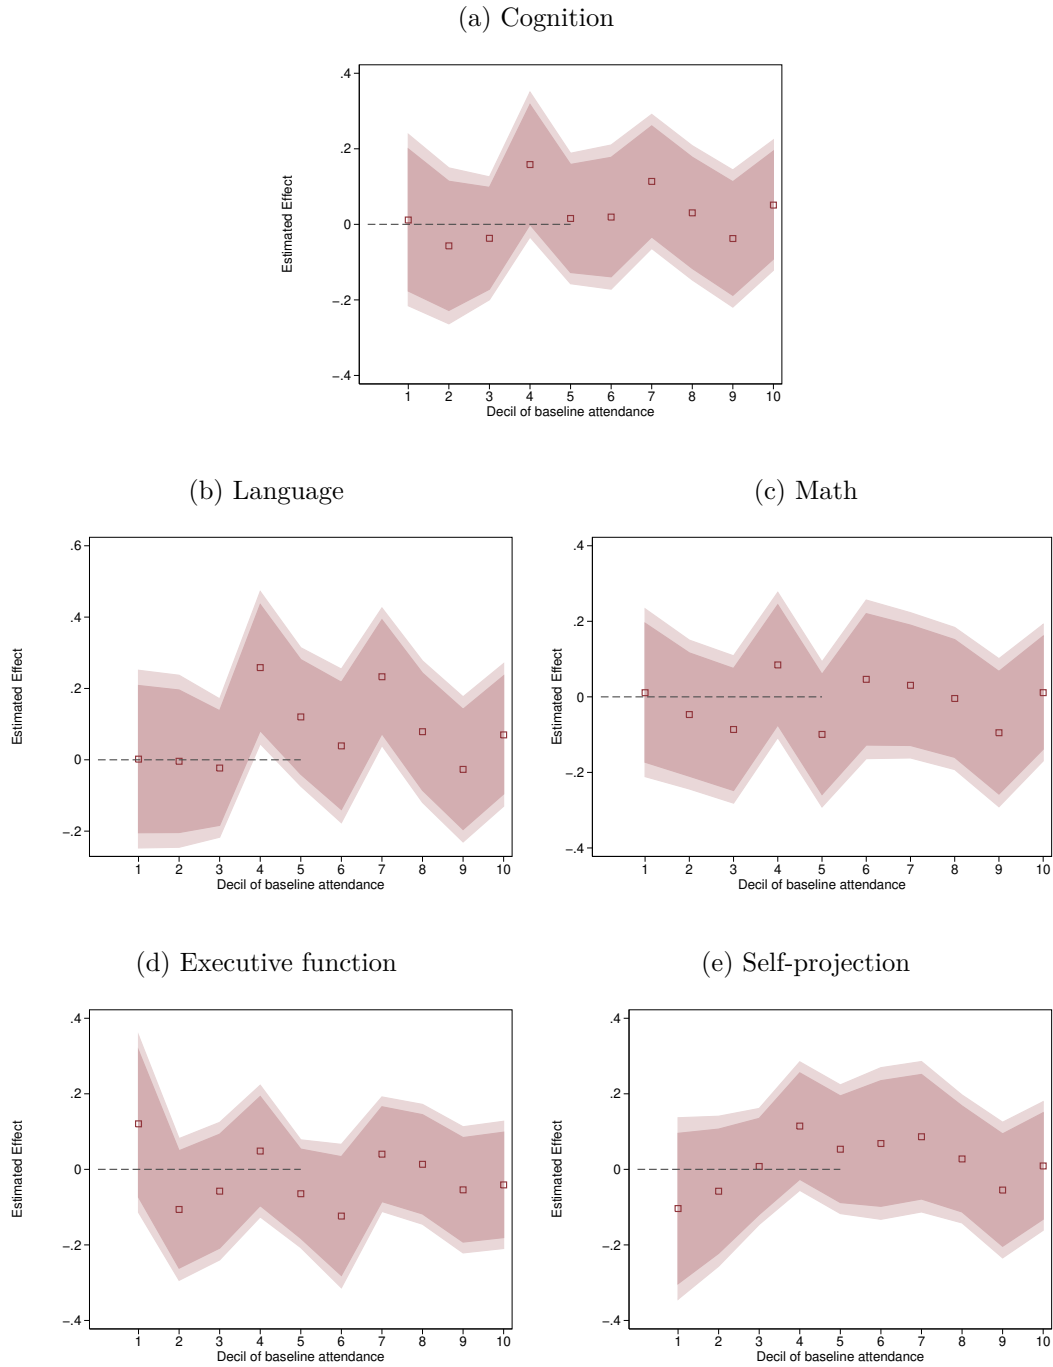 (a) Cognition
.4
.2
0
-.2
-.4
Estimated Effect
1 2 3 4 5 6 7 8 9 10
Decil of baseline attendance
(b) Language
.6
.4
.2
0
-.2
Estimated Effect
1 2 3 4 5 6 7 8 9 10
Decil of baseline attendance
(c) Math
.4
.2
0
-.2
-.4
Estimated Effect
1 2 3 4 5 6 7 8 9 10
Decil of baseline attendance
(d) Executive function
.4
.2
0
-.2
-.4
Estimated Effect
1 2 3 4 5 6 7 8 9 10
Decil of baseline attendance
(e) Self-projection
.4
.2
0
-.2
-.4
Estimated Effect
1 2 3 4 5 6 7 8 9 10
Decil of baseline attendance